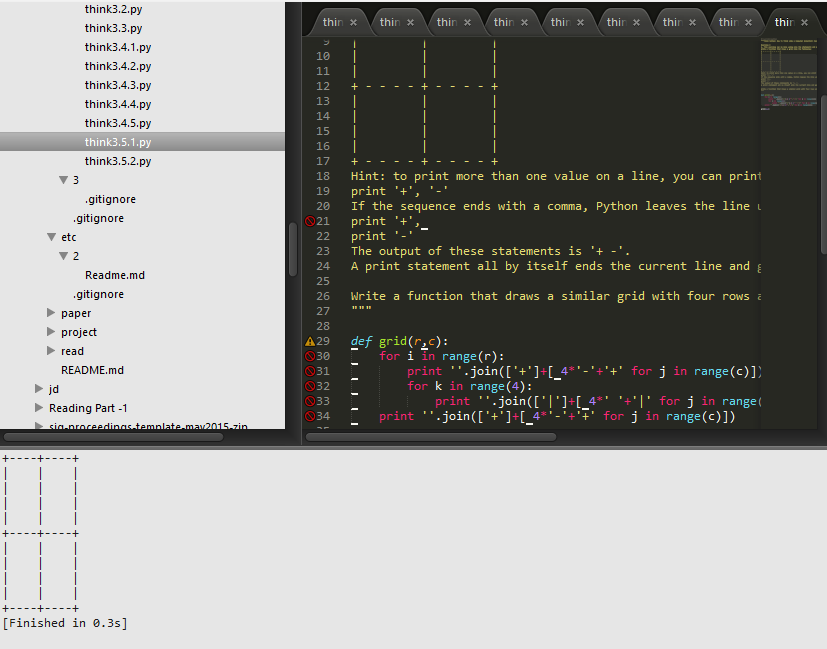 think3.2.py
think3.3.py
think3.4.1.py
think3.4.2.py
think3.4.3.py
think3.4.4.py
think3.4.5.py
think3.5.1.py
think3.5.2.py
3
.gitignore
.gitignore
etc
2
Readme.md
.gitignore
paper
project
read
README.md
jd
Reading Part -1
sig-proceedings-template-may2015-zip
thin × thin × thin × thin × thin × thin × thin × thin × thin ×
9 | | |
10 | | |
11 | | |
12 + - - - - + - - - - +
13 | | |
14 | | |
15 | | |
16 | | |
17 + - - - - + - - - - +
18 Hint: to print more than one value on a line, you can print
19 print '+', '-'
20 If the sequence ends with a comma, Python leaves the line u
21 print '+',
22 print '-'
23 The output of these statements is '+ -'.
24 A print statement all by itself ends the current line and g
25
26 Write a function that draws a similar grid with four rows a
27 """
28
29 def grid(r,c):
30 for i in range(r):
31 print ''.join(['+']+[ 4*'-'+'+' for j in range(c)])
32 for k in range(4):
33 print ''.join(['|']+[ 4*' '+'|' for j in range(
34 print ''.join(['+']+[ 4*'-'+'+' for j in range(c)])
+----+----+
| | |
| | |
| | |
| | |
+----+----+
| | |
| | |
| | |
| | |
+----+----+
[Finished in 0.3s]